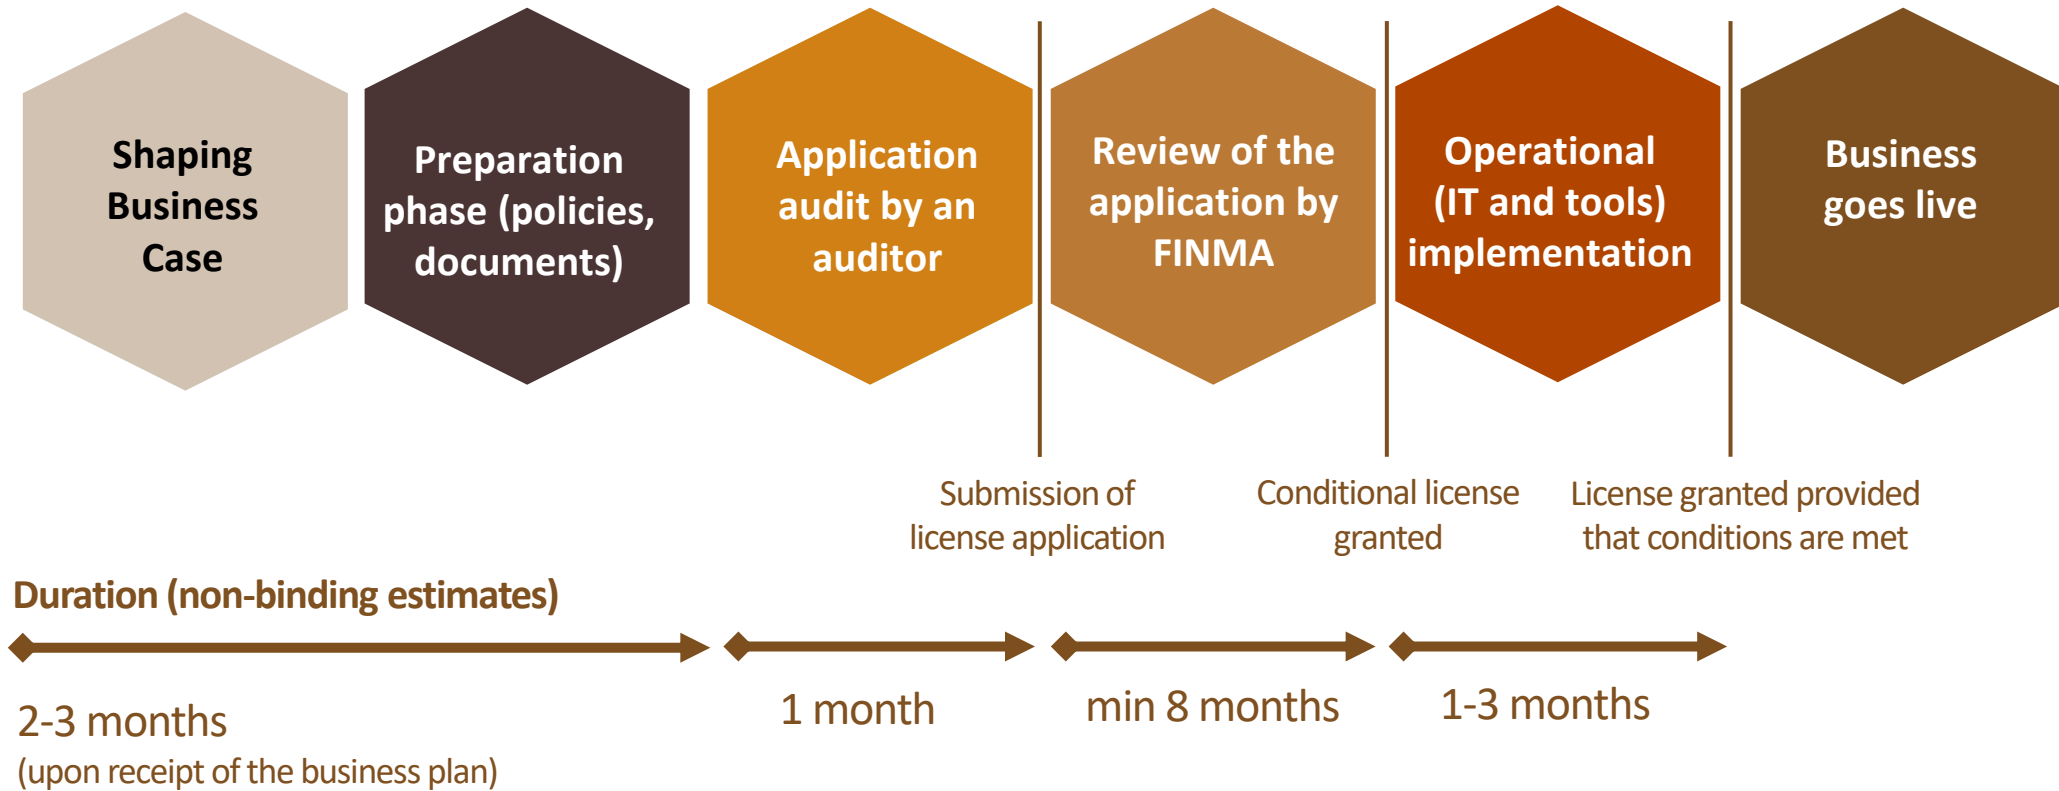 Shaping
Business
Case
Preparation
phase (policies,
documents)
Application
audit by an
auditor
Review of the
application by
FINMA
Operational
(IT and tools)
implementation
Business
goes live
Submission of
license application
Conditional license
granted
License granted provided
that conditions are met
Duration (non-binding estimates)
2-3 months
(upon receipt of the business plan)
1 month
min 8 months
1-3 months